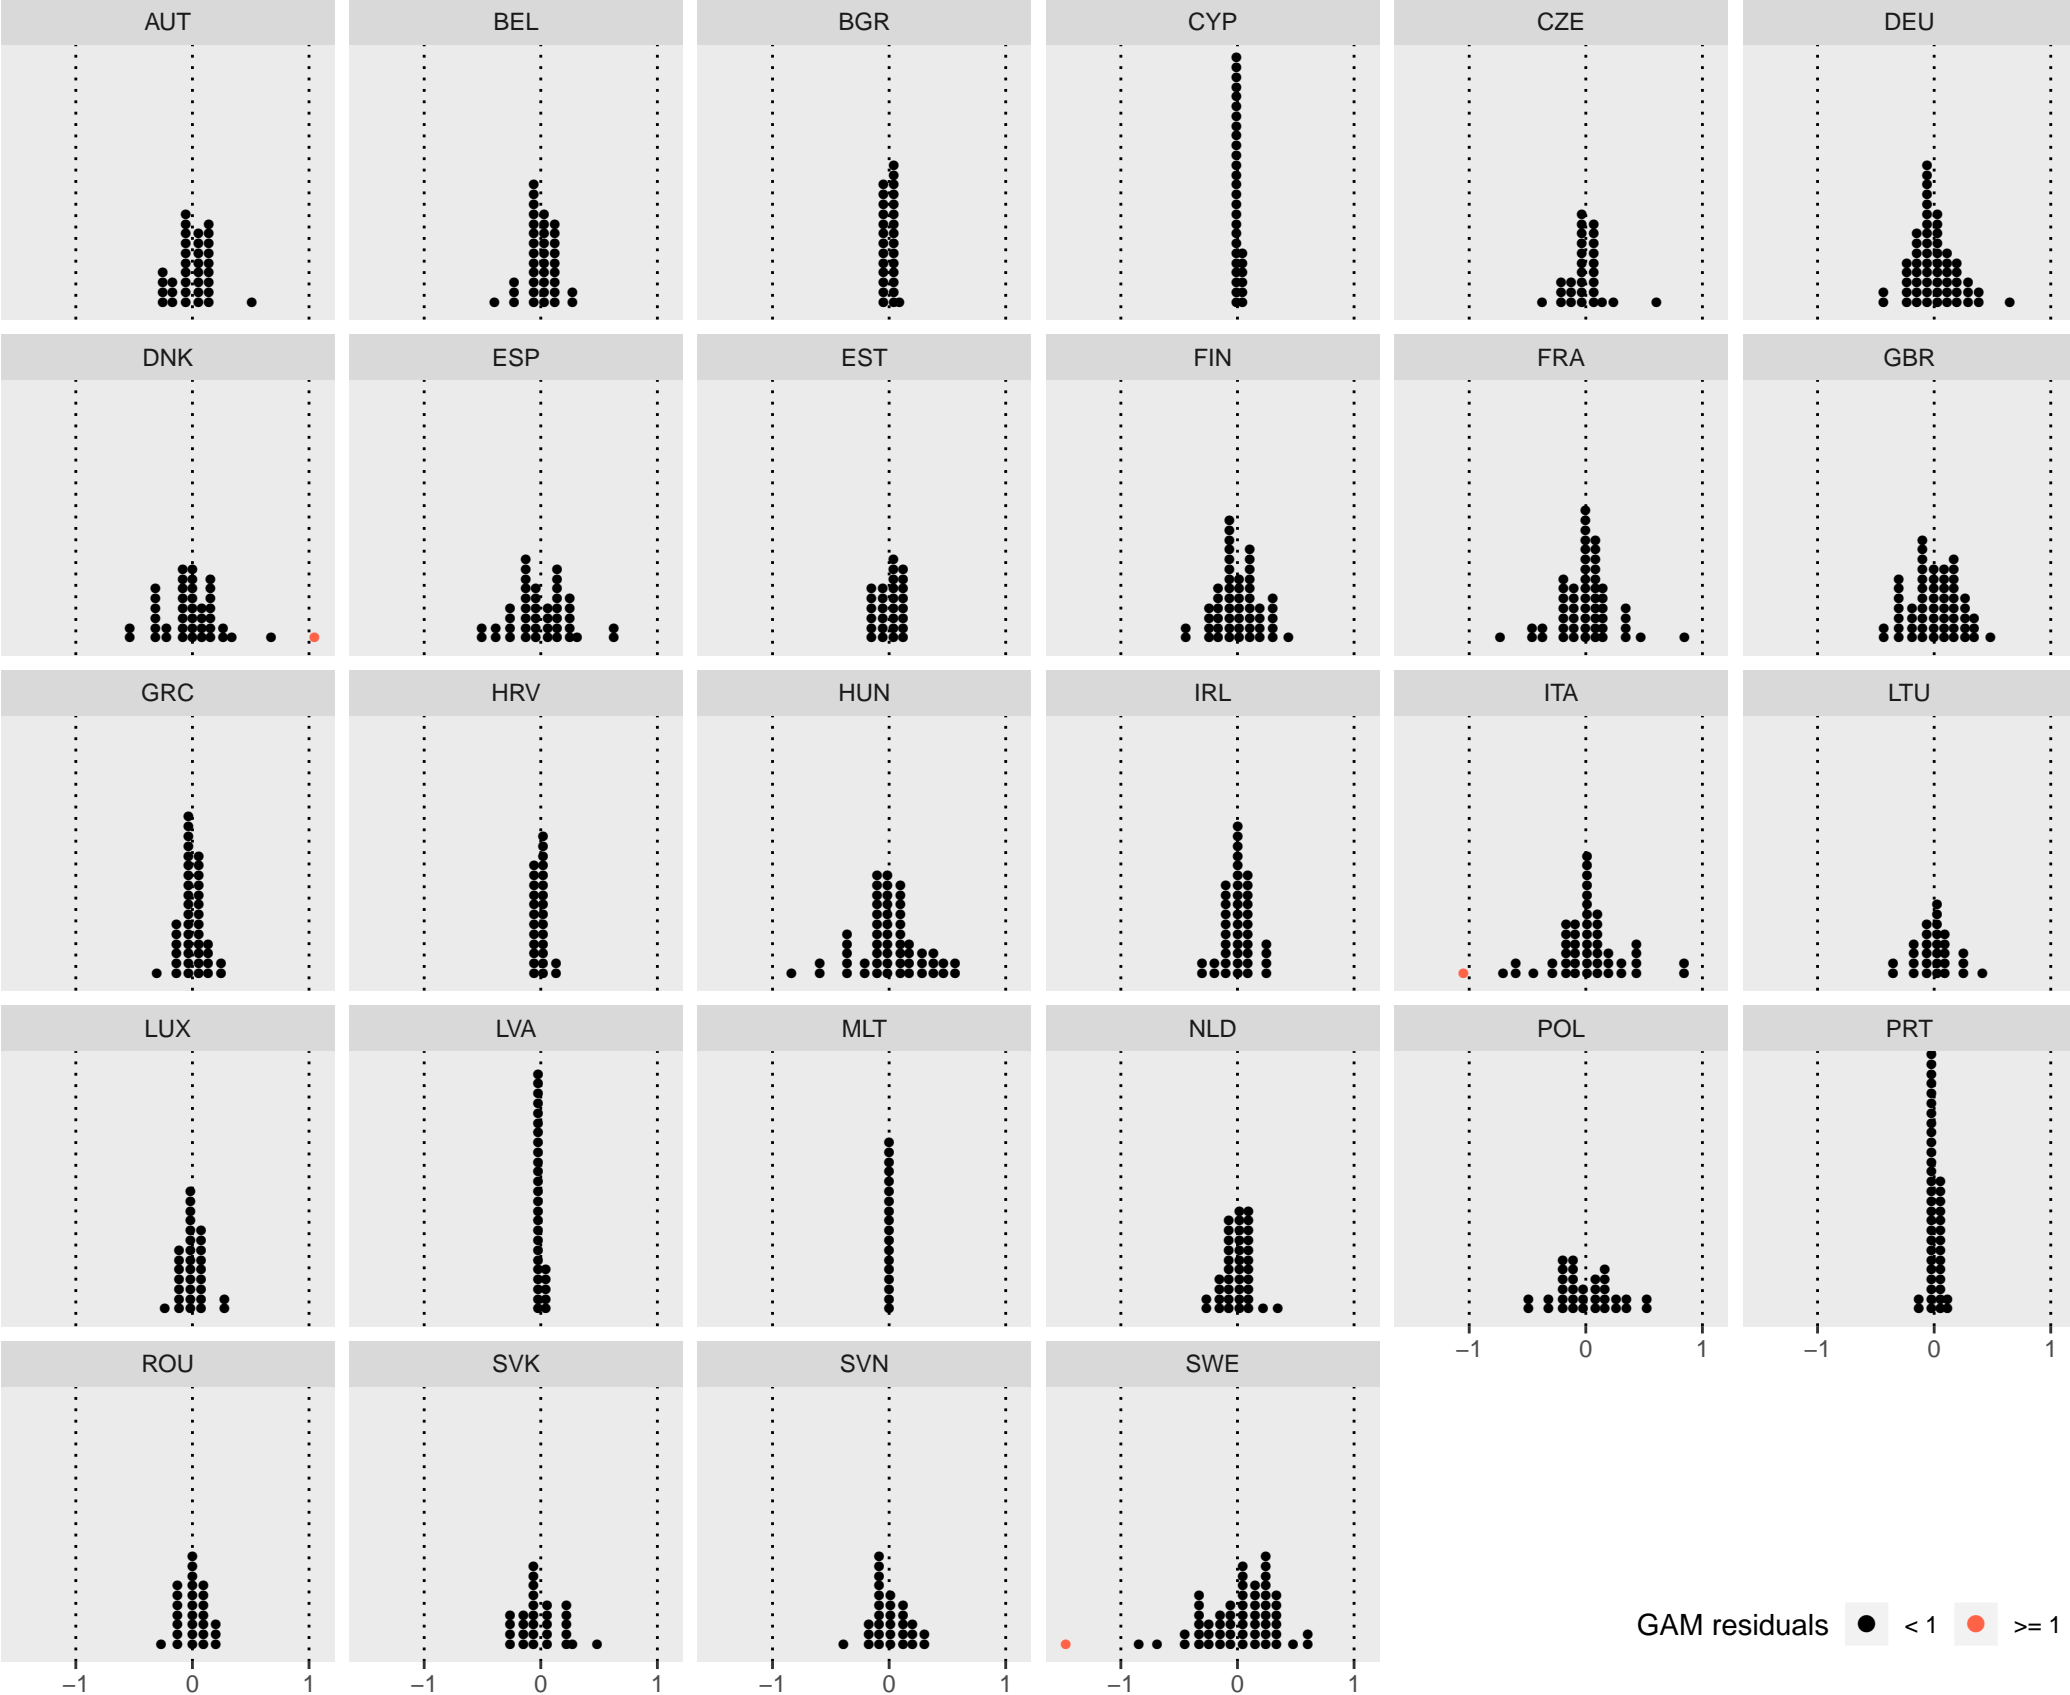 AUT BEL BGR CYP CZE DEU
DNK ESP EST FIN FRA GBR
GRC HRV HUN IRL ITA LTU
LUX LVA MLT NLD POL PRT
−1 0 1 −1 0 1
ROU SVK SVN SWE
GAM residuals < 1 >= 1
−1 0 1 −1 0 1 −1 0 1 −1 0 1